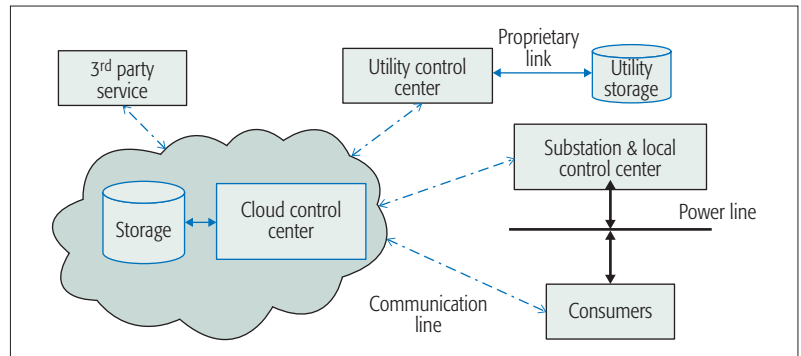 3rd party
service
Utility control
center
Proprietary
link
Utility
storage
Substation & local
control center
Storage
Cloud control
center
Power line
Communication
line
Consumers